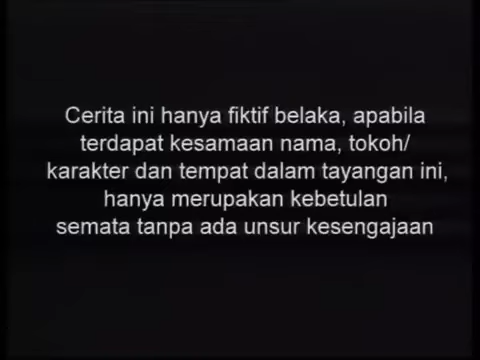 Cerita ini hanya fiktif belaka, apabila
terdapat kesamaan nama, tokoh/
karakter dan tempat dalam tayangan ini,
hanya merupakan kebetulan
semata tanpa ada unsur kesengajaan